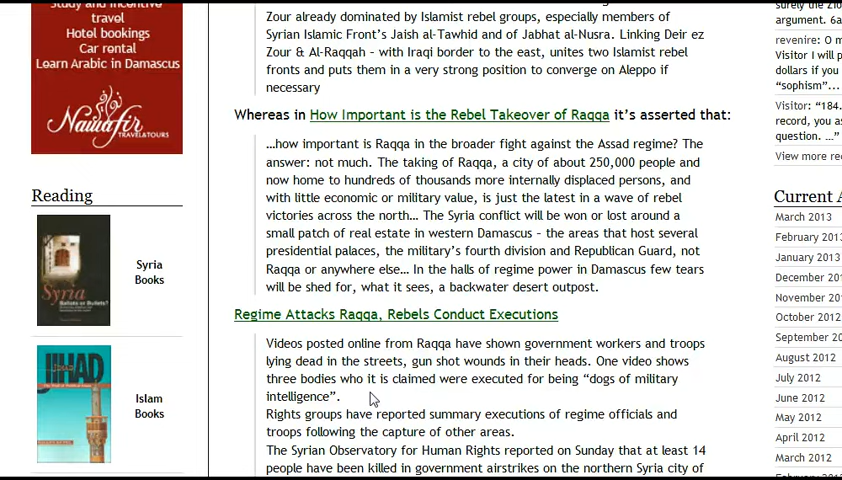 Study and incentive
travel
Hotel bookings
Car rental
Learn Arabic in Damascus
Nawafir
TRAVEL&TOURS
Reading
Syria
Ballots or Bullets?
Syria
Books
JIHAD
Islam
Books
Zour already dominated by Islamist rebel groups, especially members of
Syrian Islamic Front's Jaish al-Tawhid and of Jabhat al-Nusra. Linking Deir ez
Zour & Al-Raqqah – with Iraqi border to the east, unites two Islamist rebel
fronts and puts them in a very strong position to converge on Aleppo if
necessary
Whereas in How Important is the Rebel Takeover of Raqqa it's asserted that:
…how important is Raqqa in the broader fight against the Assad regime? The
answer: not much. The taking of Raqqa, a city of about 250,000 people and
now home to hundreds of thousands more internally displaced persons, and
with little economic or military value, is just the latest in a wave of rebel
victories across the north… The Syria conflict will be won or lost around a
small patch of real estate in western Damascus – the areas that host several
presidential palaces, the military's fourth division and Republican Guard, not
Raqqa or anywhere else… In the halls of regime power in Damascus few tears
will be shed for, what it sees, a backwater desert outpost.
Regime Attacks Raqqa, Rebels Conduct Executions
Videos posted online from Raqqa have shown government workers and troops
lying dead in the streets, gun shot wounds in their heads. One video shows
three bodies who it is claimed were executed for being “dogs of military
intelligence”.
Rights groups have reported summary executions of regime officials and
troops following the capture of other areas.
The Syrian Observatory for Human Rights reported on Sunday that at least 14
people have been killed in government airstrikes on the northern Syria city of
surely the Zio
argument. 6a
revenire: O m
Visitor I will p
dollars if you
“sophism”...
Visitor: “184.
record, you as
question. …”
View more re
Current A
March 2013
February 2013
January 2013
December 201
November 201
October 2012
September 20
August 2012
July 2012
June 2012
May 2012
April 2012
March 2012